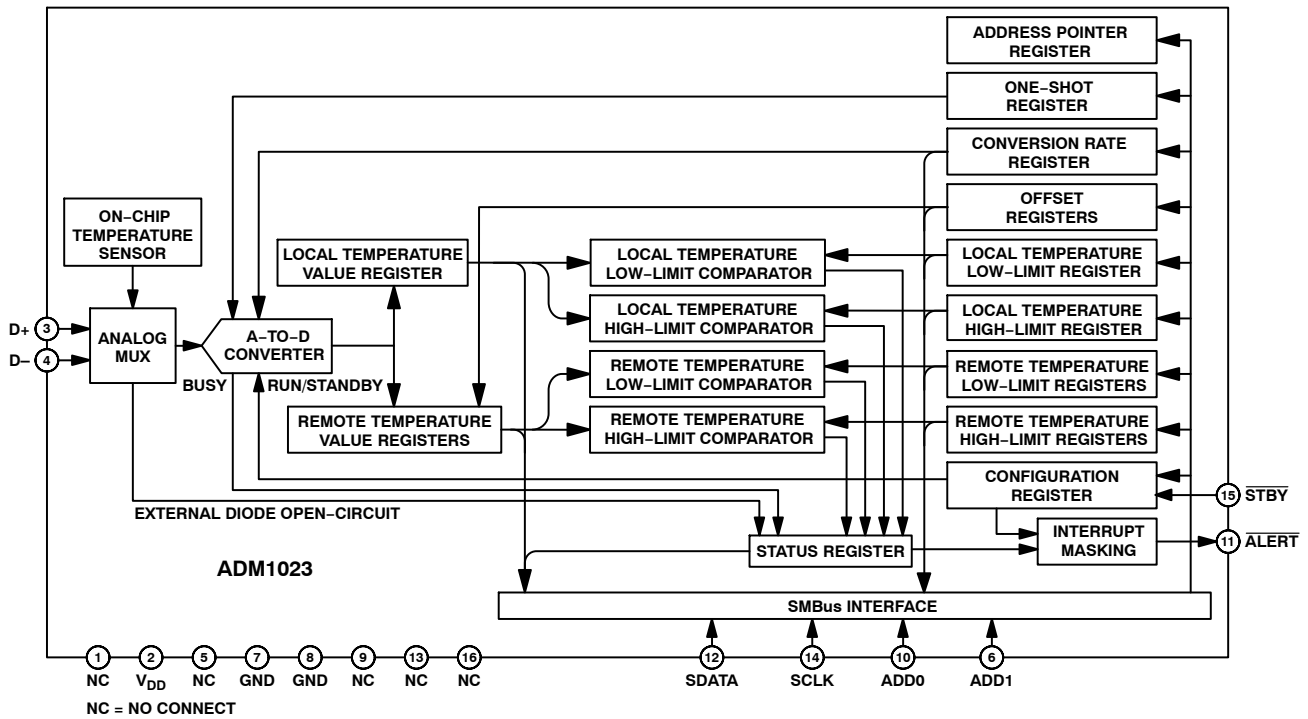 ADDRESS POINTER
REGISTER
ONE–SHOT
REGISTER
CONVERSION RATE
REGISTER
OFFSET
REGISTERS
ON–CHIP
TEMPERATURE
SENSOR
LOCAL TEMPERATURE
VALUE REGISTER
LOCAL TEMPERATURE
LOW–LIMIT COMPARATOR
LOCAL TEMPERATURE
LOW–LIMIT REGISTER
D+
3
D–
4
ANALOG
MUX
A–TO–D
CONVERTER
LOCAL TEMPERATURE
HIGH–LIMIT COMPARATOR
LOCAL TEMPERATURE
HIGH–LIMIT REGISTER
BUSY
RUN/STANDBY
REMOTE TEMPERATURE
LOW–LIMIT COMPARATOR
REMOTE TEMPERATURE
LOW–LIMIT REGISTERS
REMOTE TEMPERATURE
VALUE REGISTERS
REMOTE TEMPERATURE
HIGH–LIMIT COMPARATOR
REMOTE TEMPERATURE
HIGH–LIMIT REGISTERS
CONFIGURATION
REGISTER
15
STBY
EXTERNAL DIODE OPEN–CIRCUIT
STATUS REGISTER
INTERRUPT
MASKING
11
ALERT
ADM1023
SMBus INTERFACE
1 2 5 7 8 9 13 16 12 14 10 6
NC VDD NC GND GND NC NC NC SDATA SCLK ADD0 ADD1
NC = NO CONNECT